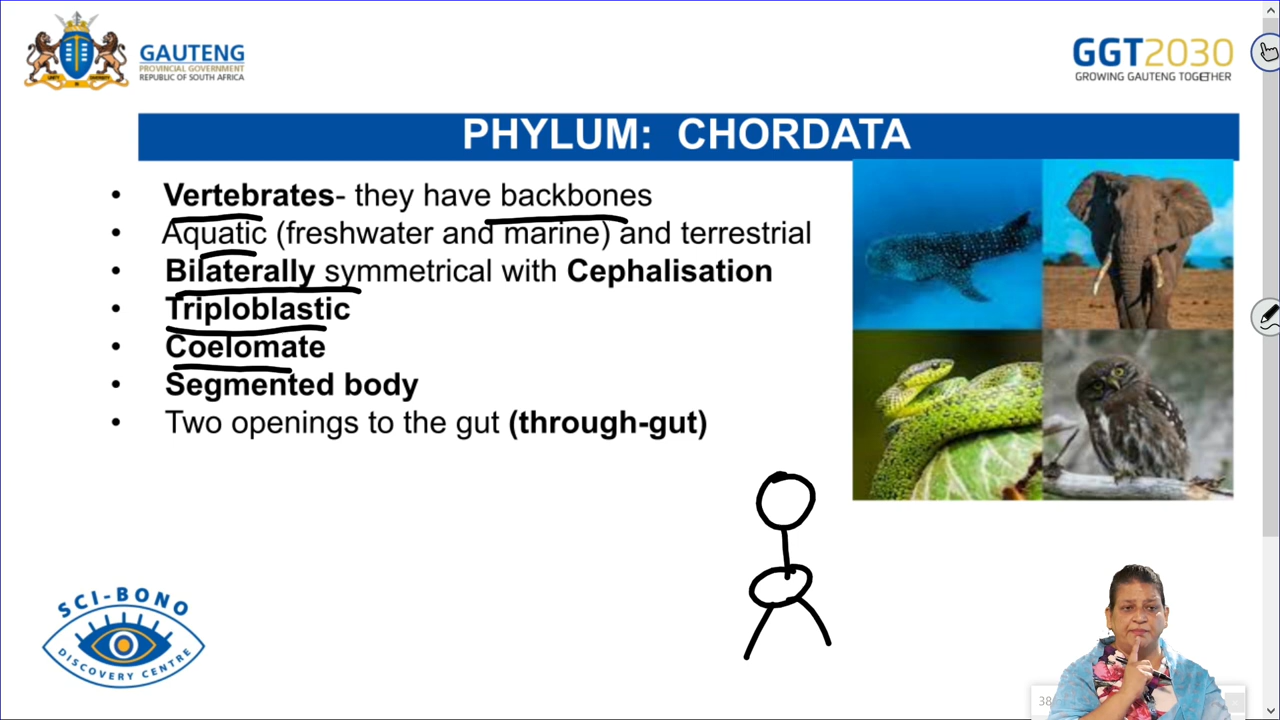 GAUTENG
PROVINCIAL GOVERNMENT
REPUBLIC OF SOUTH AFRICA
GGT2030
GROWING GAUTENG TOGETHER
PHYLUM: CHORDATA
• Vertebrates- they have backbones
• Aquatic (freshwater and marine) and terrestrial
• Bilaterally symmetrical with Cephalisation
• Triploblastic
• Coelomate
• Segmented body
• Two openings to the gut (through-gut)
SCI-BONO
DISCOVERY CENTRE
38